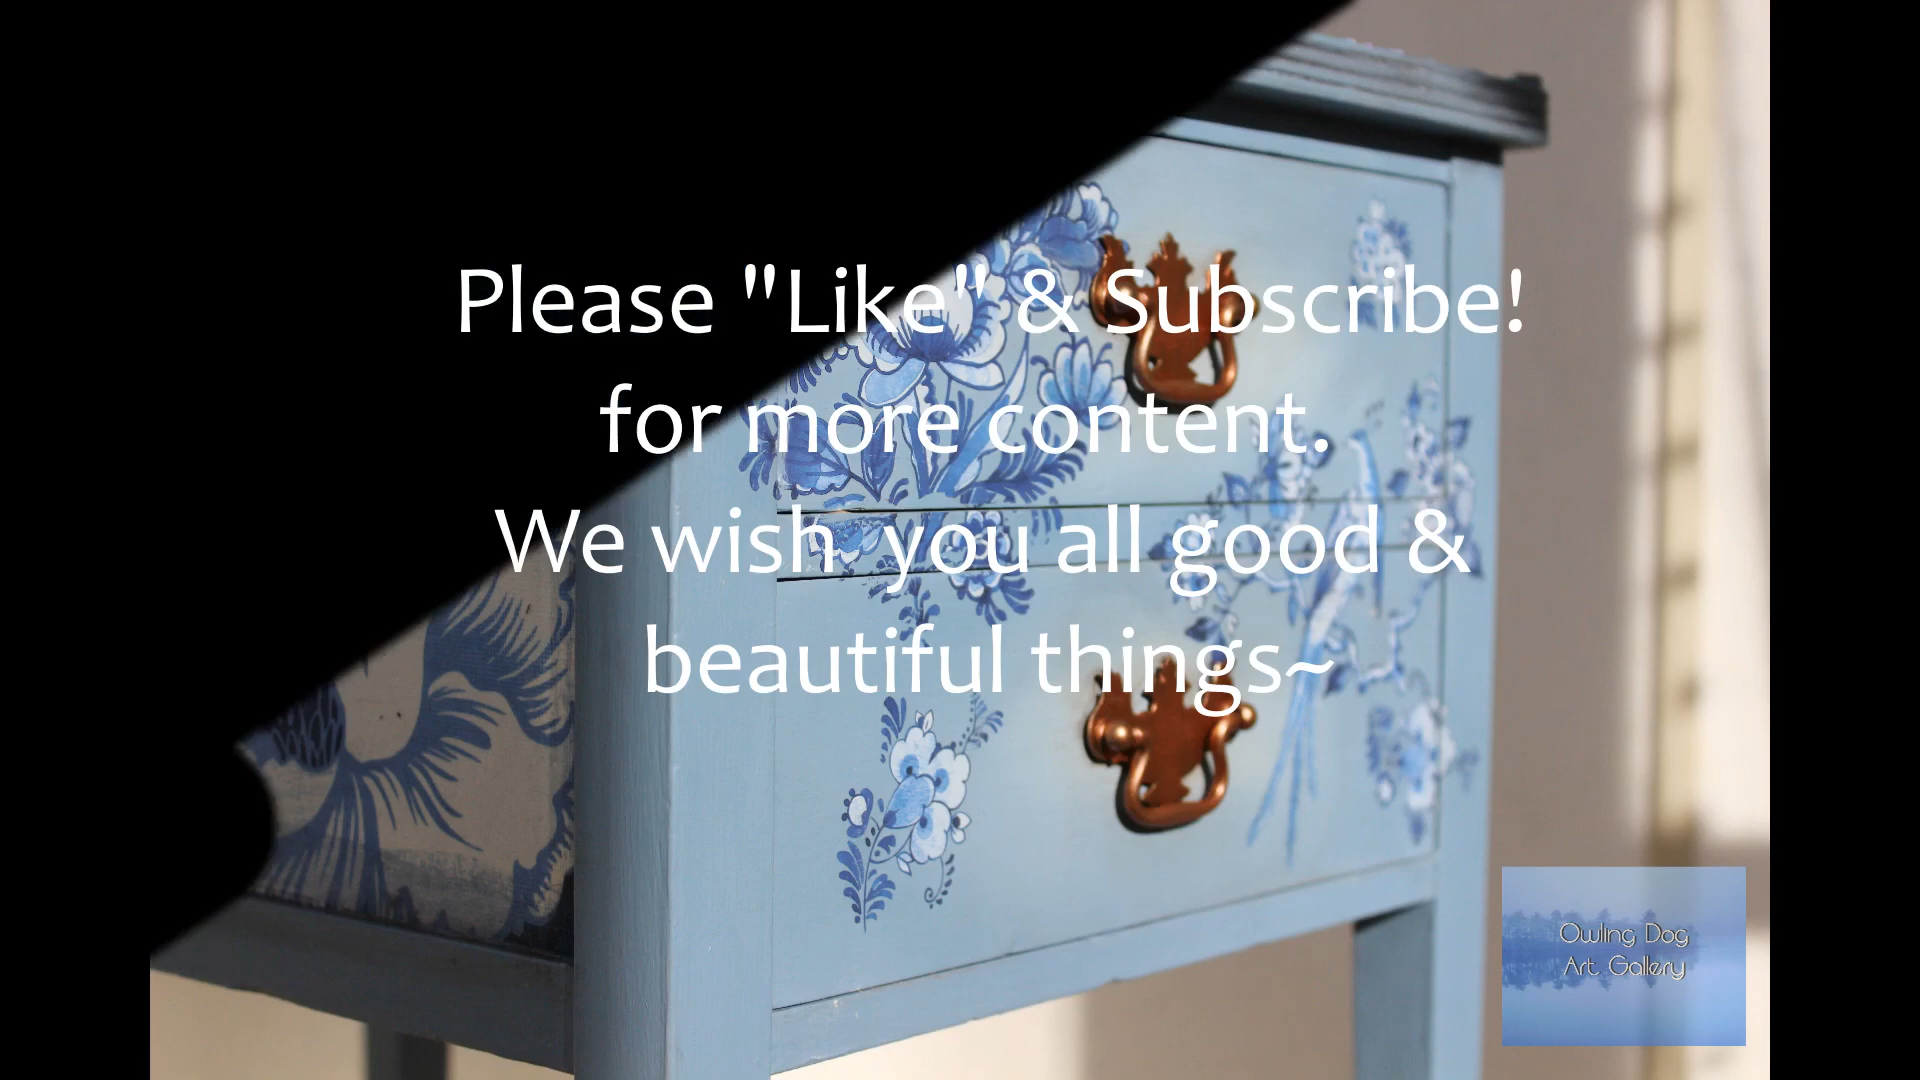 Please "Like" & Subscribe!
for more content.
We wish  you all good &
beautiful things~
Owling Dog
Art Gallery